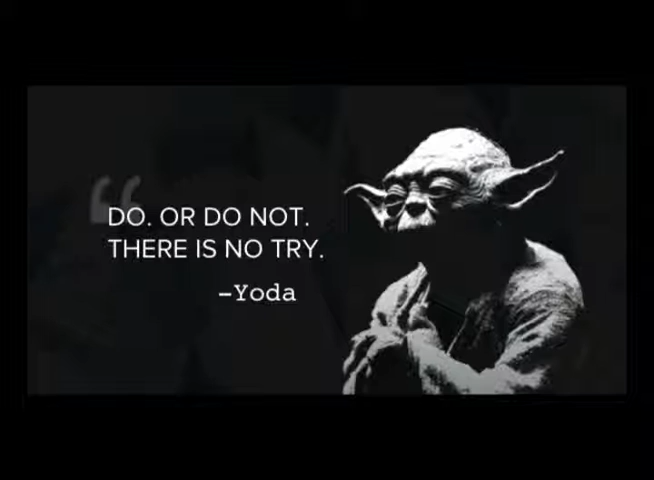 “
DO. OR DO NOT.
THERE IS NO TRY.
–Yoda